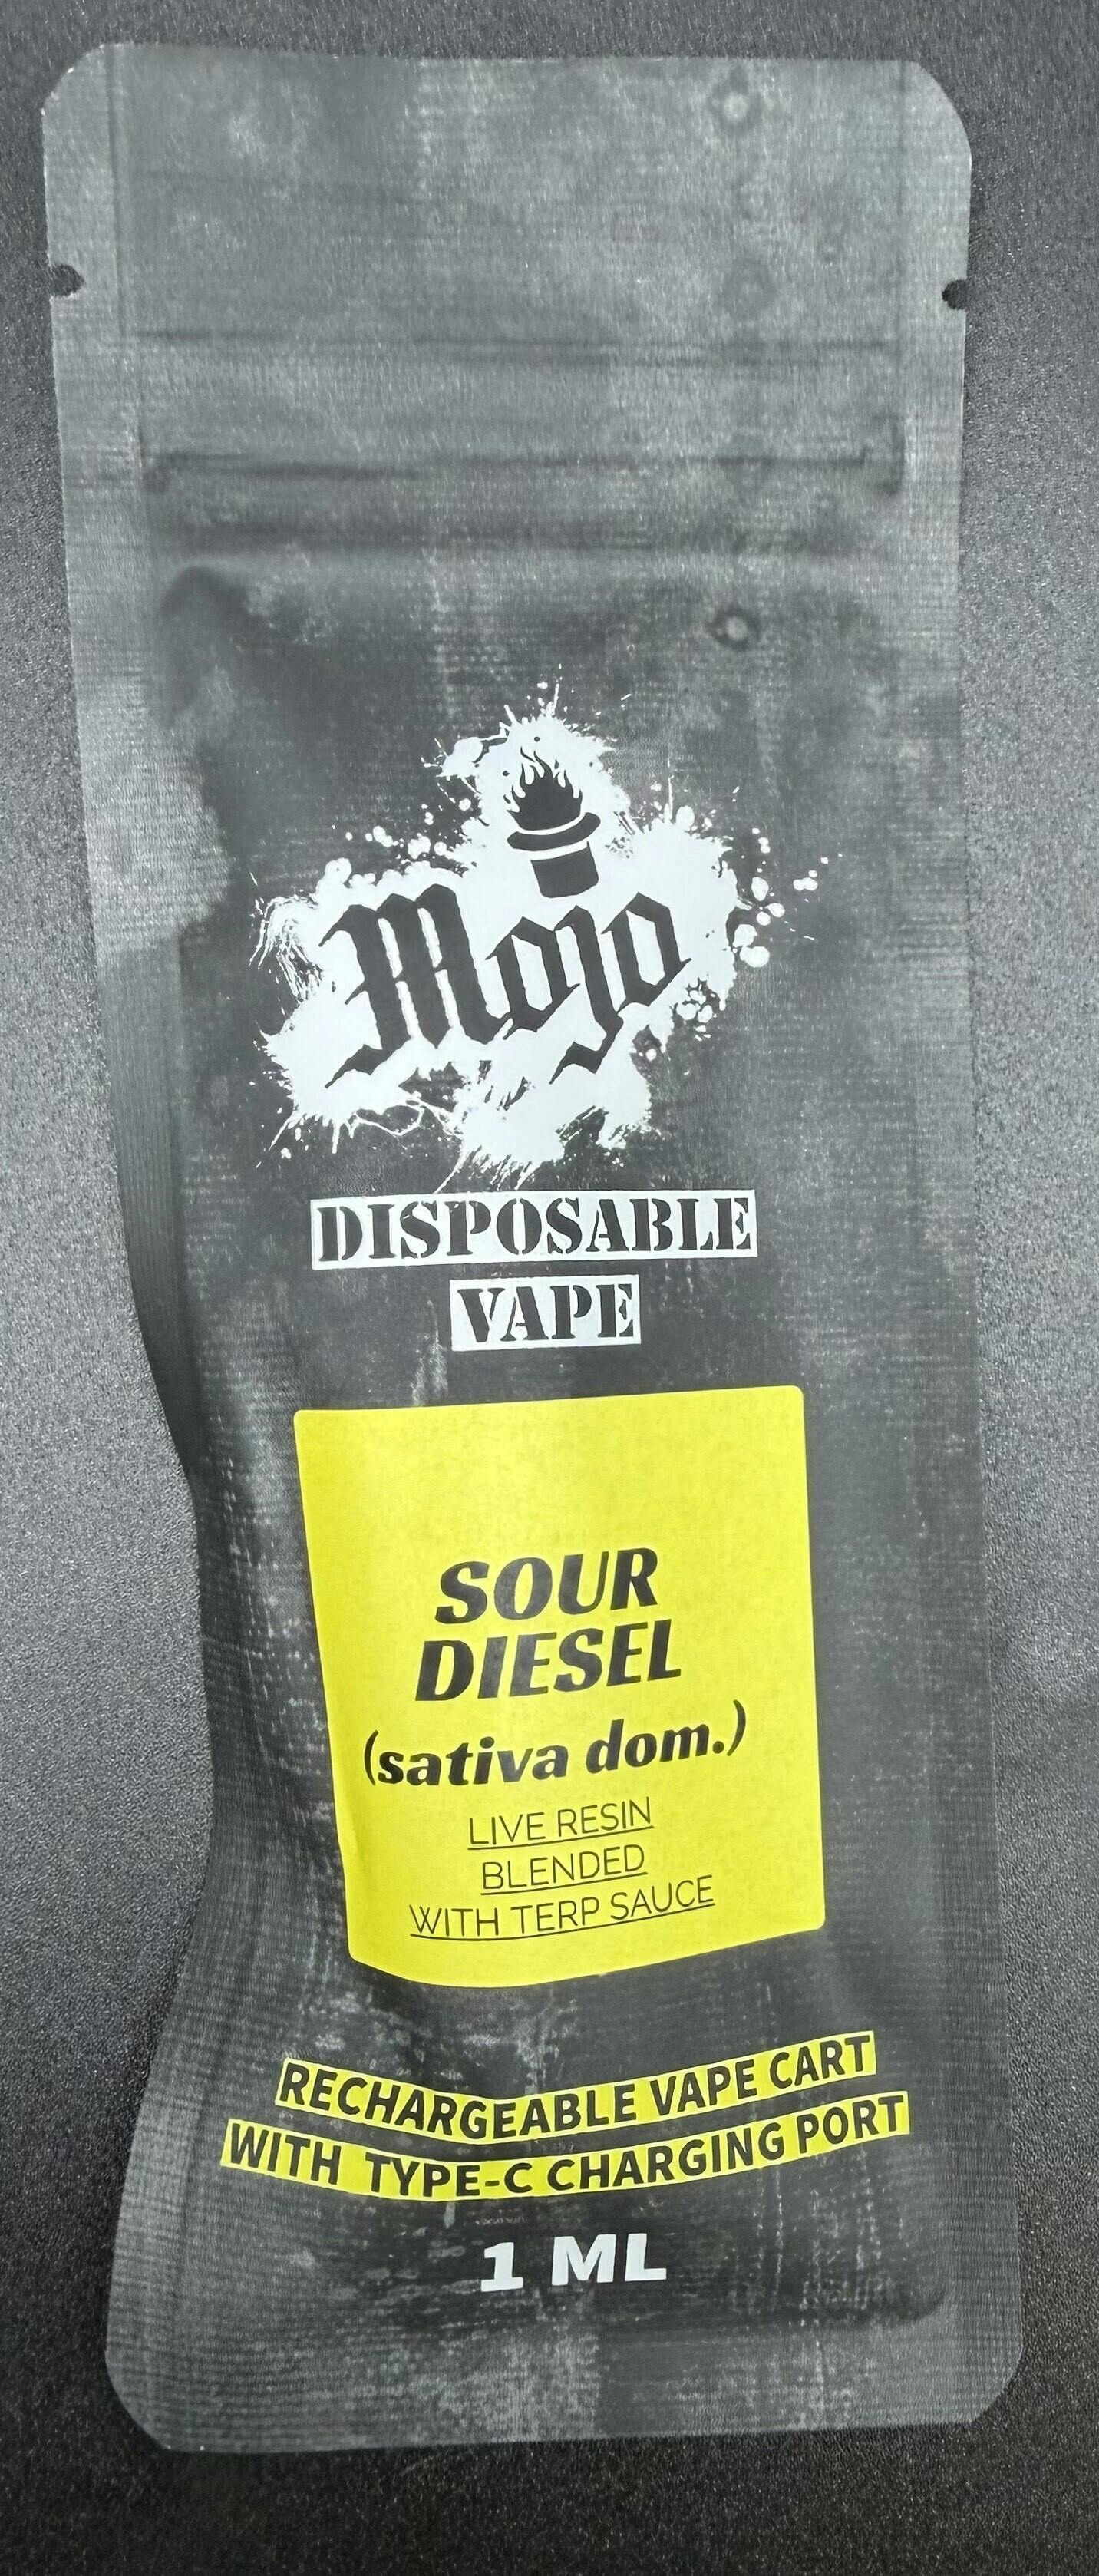 Mojo
DISPOSABLE
VAPE
SOUR
DIESEL
(sativa dom.)
LIVE RESIN
BLENDED
WITH TERP SAUCE
RECHARGEABLE VAPE CART
WITH TYPE-C CHARGING PORT
1 ML